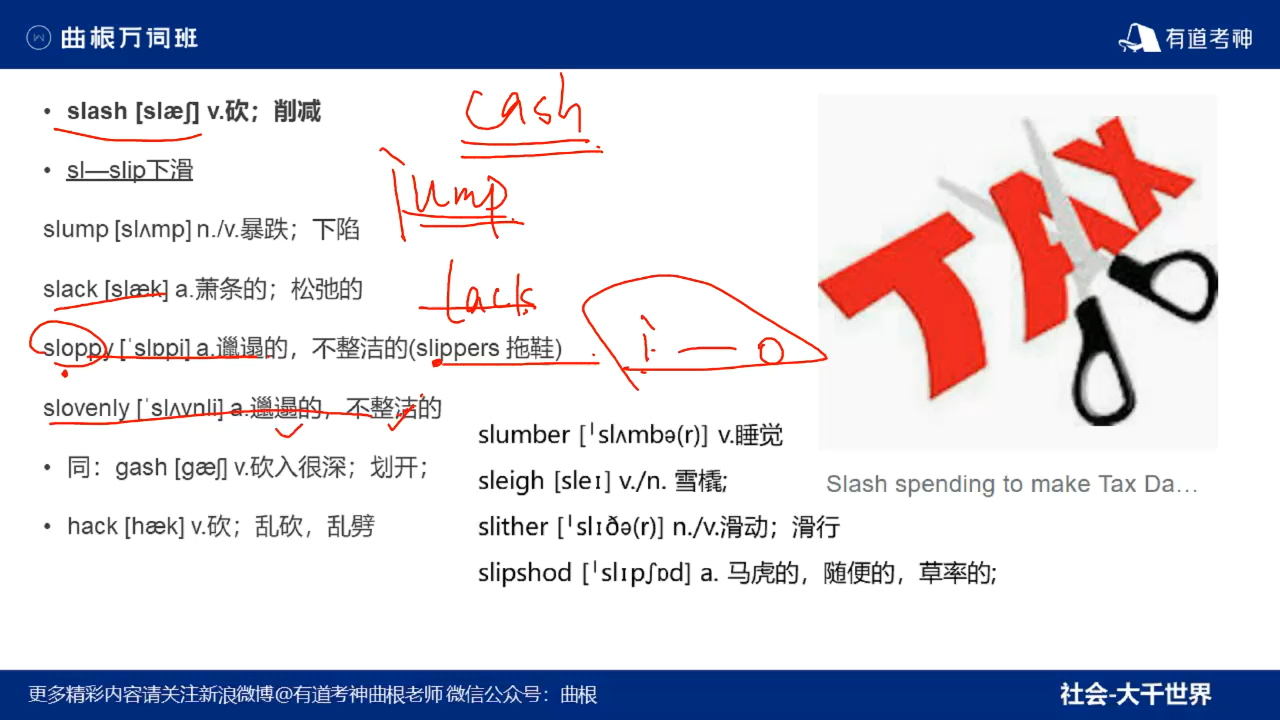 曲根万词班
有道考神
• slash [slæʃ] v.砍；削减
cash
• sl—slip下滑
ump
slump [slʌmp] n./v.暴跌；下陷
slack [slæk] a.萧条的；松弛的
tack
sloppy [ˈslɒpi] a.邋遢的，不整洁的(slippers 拖鞋)
i — o
slovenly [ˈslʌvnli] a.邋遢的，不整洁的
• 同：gash [gæʃ] v.砍入很深；划开；
• hack [hæk] v.砍；乱砍，乱劈
slumber [ˈslʌmbə(r)] v.睡觉
sleigh [sleɪ] v./n. 雪橇;
slither [ˈslɪðə(r)] n./v.滑动；滑行
slipshod [ˈslɪpʃɒd] a. 马虎的，随便的，草率的;
TAX
Slash spending to make Tax Da…
更多精彩内容请关注新浪微博@有道考神曲根老师 微信公众号：曲根
社会-大千世界